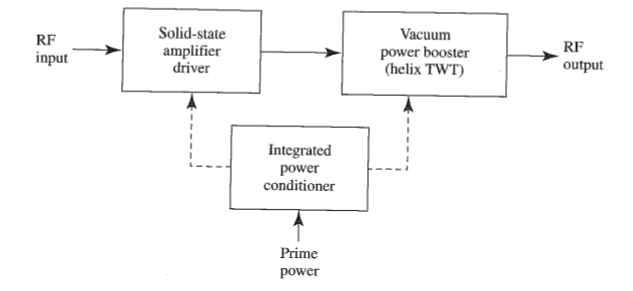 RF
input
Solid-state
amplifier
driver
Vacuum
power booster
(helix TWT)
RF
output
Integrated
power
conditioner
Prime
power